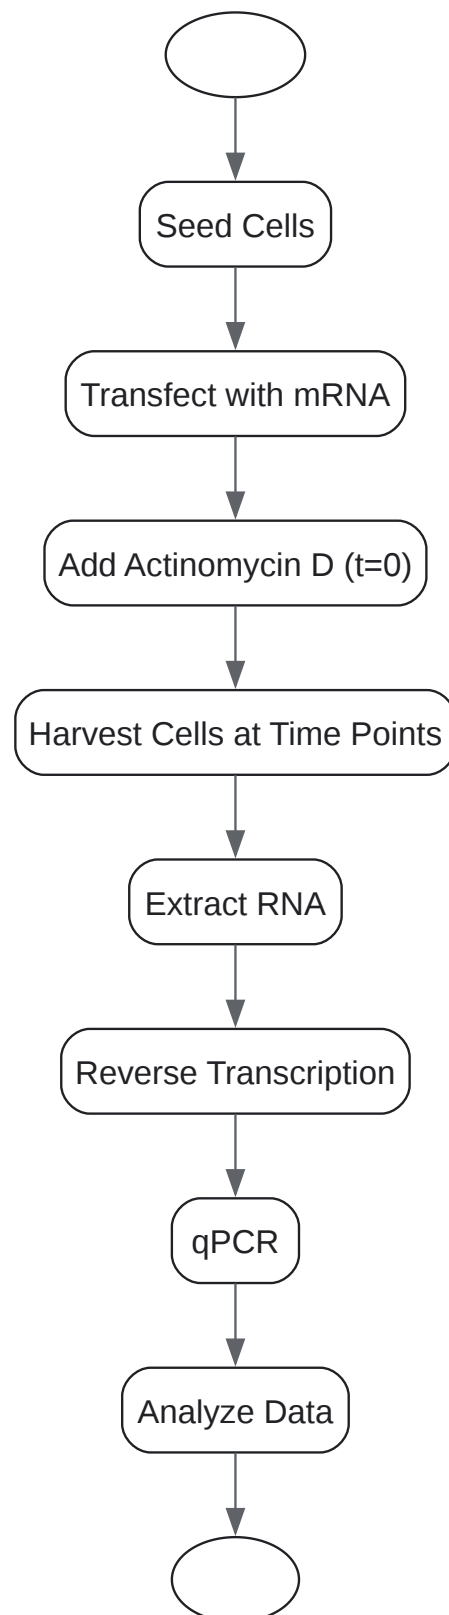 Seed Cells
Transfect with mRNA
Add Actinomycin D (t=0)
Harvest Cells at Time Points
Extract RNA
Reverse Transcription
qPCR
Analyze Data